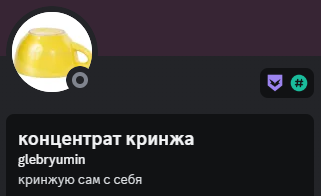 концентрат кринжа
glebryumin
кринжую сам с себя